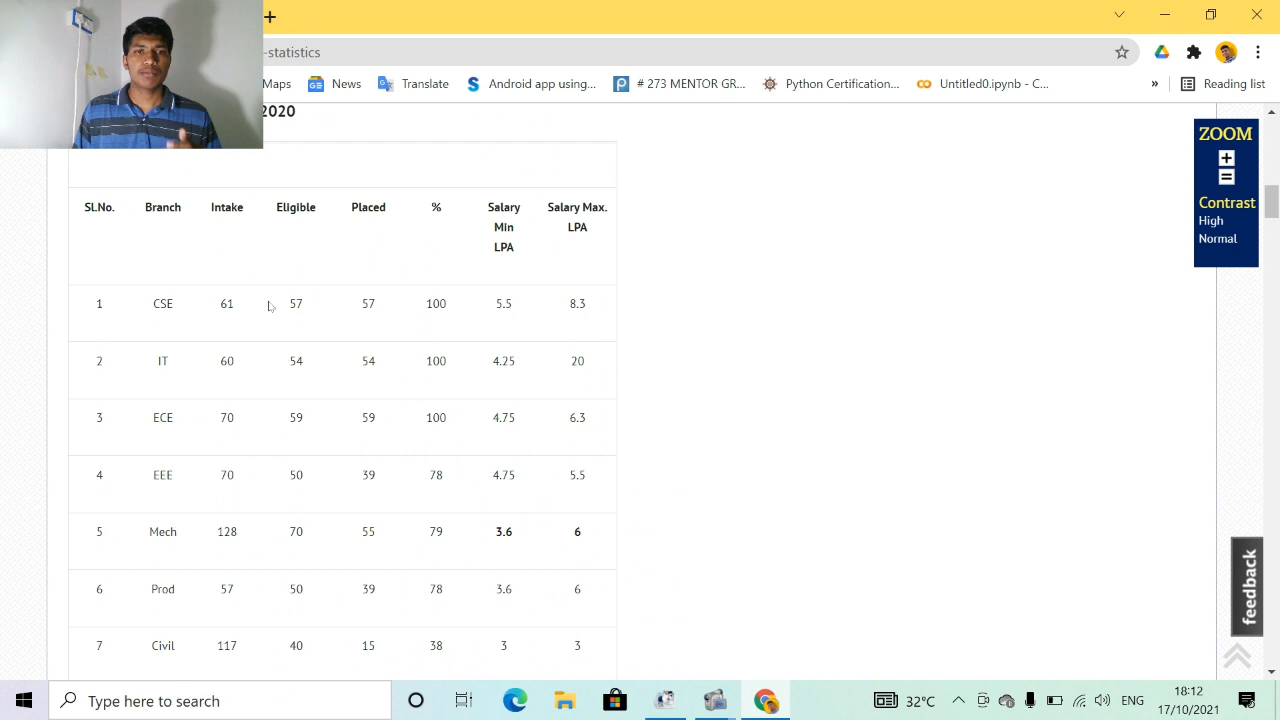 +
-statistics
Maps News Translate Android app using... # 273 MENTOR GR... Python Certification... Untitled0.ipynb - C... » Reading list
2020
ZOOM
+
=
Contrast
High
Normal
SI.No. Branch Intake Eligible Placed % Salary Min LPA Salary Max. LPA
1 CSE 61 57 57 100 5.5 8.3
2 IT 60 54 54 100 4.25 20
3 ECE 70 59 59 100 4.75 6.3
4 EEE 70 50 39 78 4.75 5.5
5 Mech 128 70 55 79 3.6 6
6 Prod 57 50 39 78 3.6 6
7 Civil 117 40 15 38 3 3
feedback
Type here to search 32°C ENG 18:12
17/10/2021